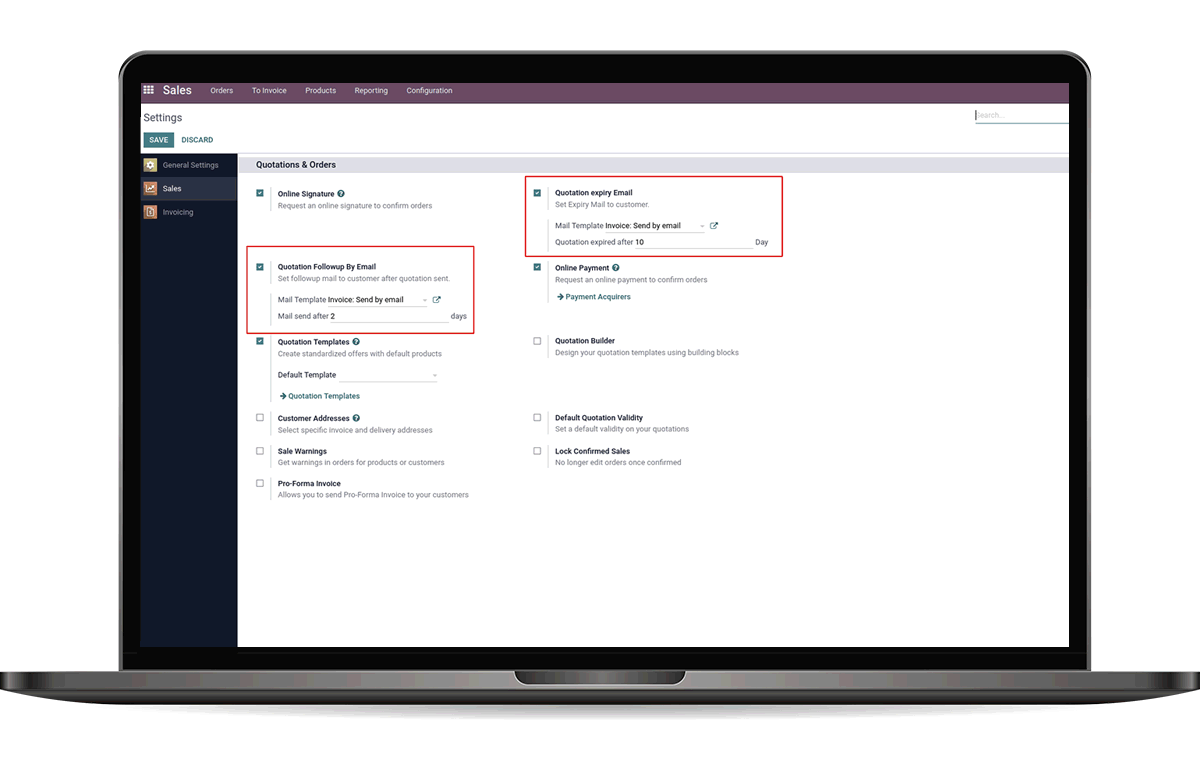 Sales Orders To Invoice Products Reporting Configuration
Settings
Search...
SAVE DISCARD
General Settings
Sales
Invoicing
Quotations & Orders
Online Signature
Request an online signature to confirm orders
Quotation expiry Email
Set Expiry Mail to customer.
Mail Template Invoice: Send by email
Quotation expired after 10 Day
Quotation Followup By Email
Set followup mail to customer after quotation sent.
Mail Template Invoice: Send by email
Mail send after 2 days
Online Payment
Request an online payment to confirm orders
Payment Acquirers
Quotation Templates
Create standardized offers with default products
Default Template
Quotation Templates
Quotation Builder
Design your quotation templates using building blocks
Customer Addresses
Select specific invoice and delivery addresses
Default Quotation Validity
Set a default validity on your quotations
Sale Warnings
Get warnings in orders for products or customers
Lock Confirmed Sales
No longer edit orders once confirmed
Pro-Forma Invoice
Allows you to send Pro-Forma Invoice to your customers